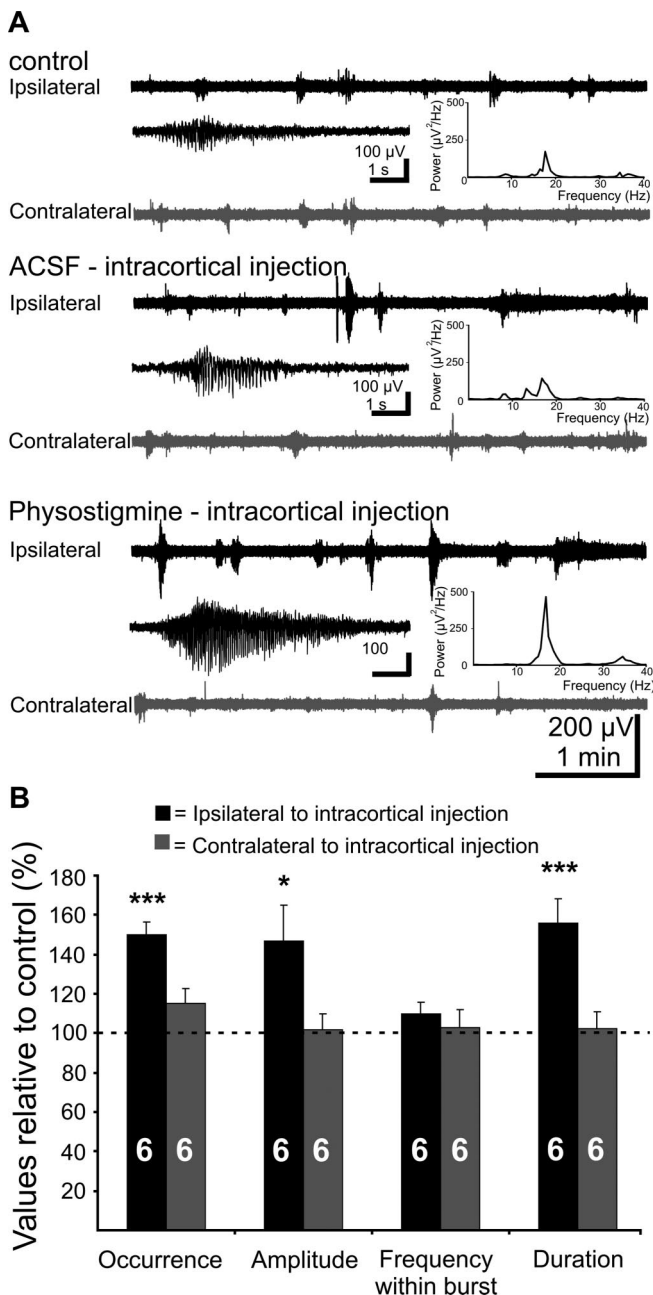 A
control
Ipsilateral
500
250
Power (µV²/Hz)
10 20 30 40
Frequency (Hz)
100 µV
1 s
Contralateral
ACSF - intracortical injection
Ipsilateral
500
250
Power (µV²/Hz)
10 20 30 40
Frequency (Hz)
100 µV
1 s
Contralateral
Physostigmine - intracortical injection
Ipsilateral
500
250
0
Power (µV²/Hz)
0 10 20 30 40
Frequency (Hz)
100
Contralateral
200 µV
1 min
B
= Ipsilateral to intracortical injection
= Contralateral to intracortical injection
Values relative to control (%)
180
160
140
120
100
80
60
40
20
*** * ***
6 6 6 6 6 6 6 6
Occurrence Amplitude Frequency within burst Duration